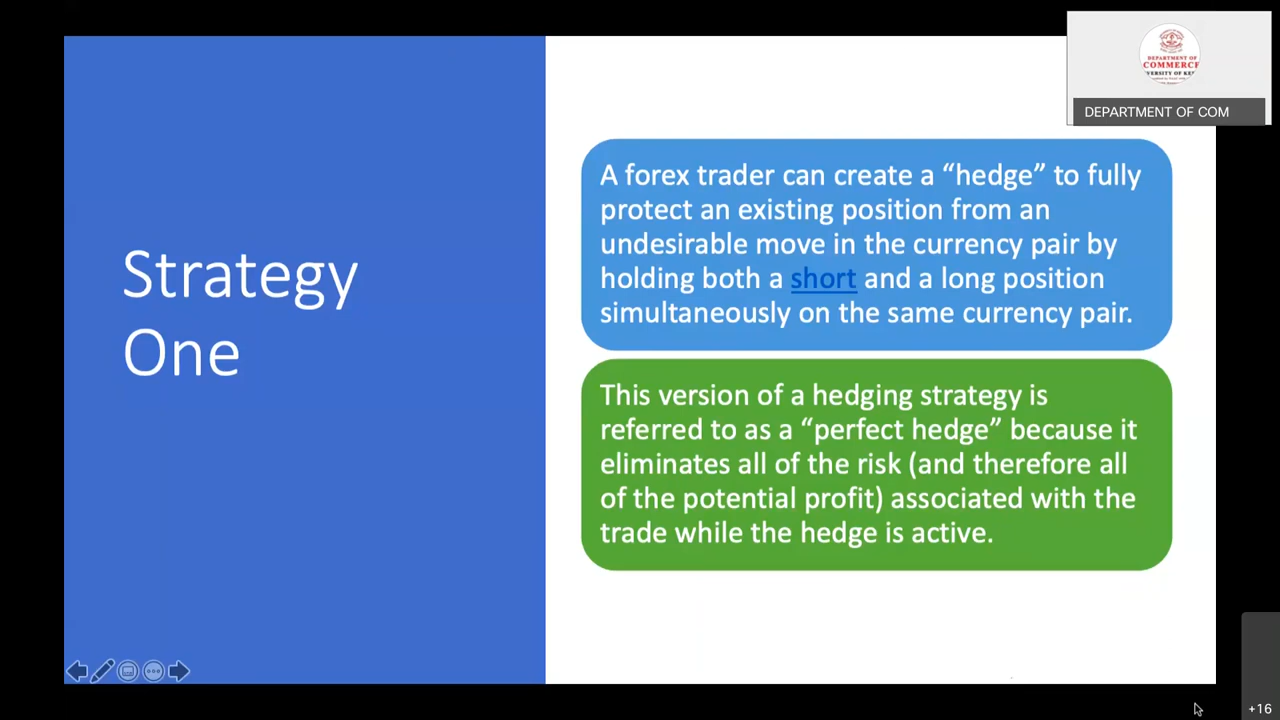 Strategy
One
A forex trader can create a “hedge” to fully
protect an existing position from an
undesirable move in the currency pair by
holding both a short and a long position
simultaneously on the same currency pair.
This version of a hedging strategy is
referred to as a “perfect hedge” because it
eliminates all of the risk (and therefore all
of the potential profit) associated with the
trade while the hedge is active.
DEPARTMENT OF
COMMERCE
DEPARTMENT OF COM
+16